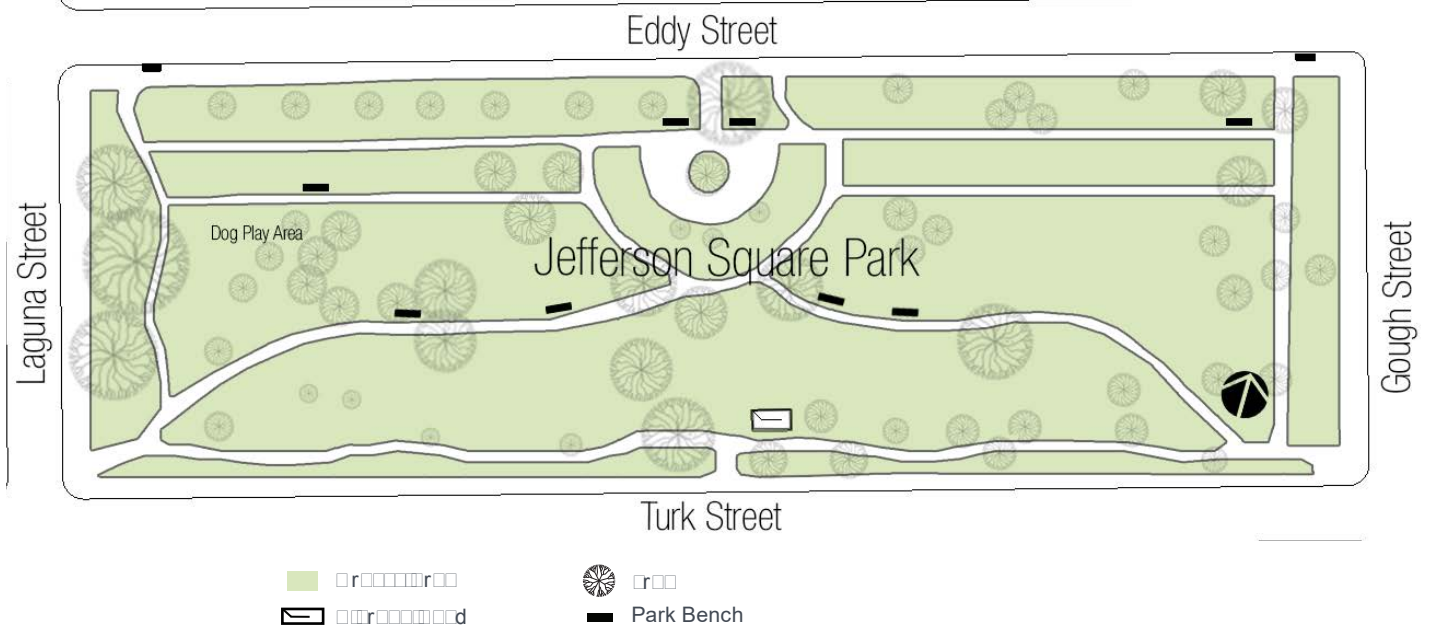 Eddy Street
Laguna Street
Dog Play Area
Jefferson Square Park
Gough Street
Turk Street
Park Bench